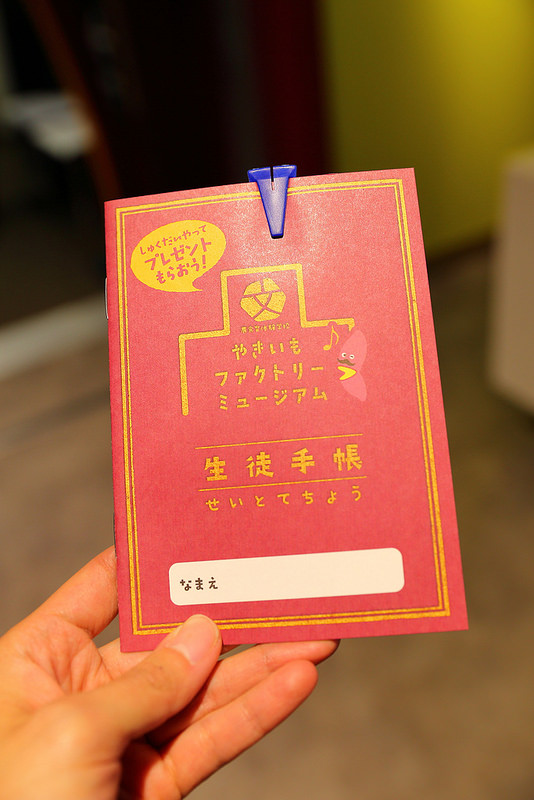 しゅくだいやって
プレゼント
もらおう!
文
やきいも
ファクトリー
ミュージアム
生徒手帳
せいとてちょう
なまえ